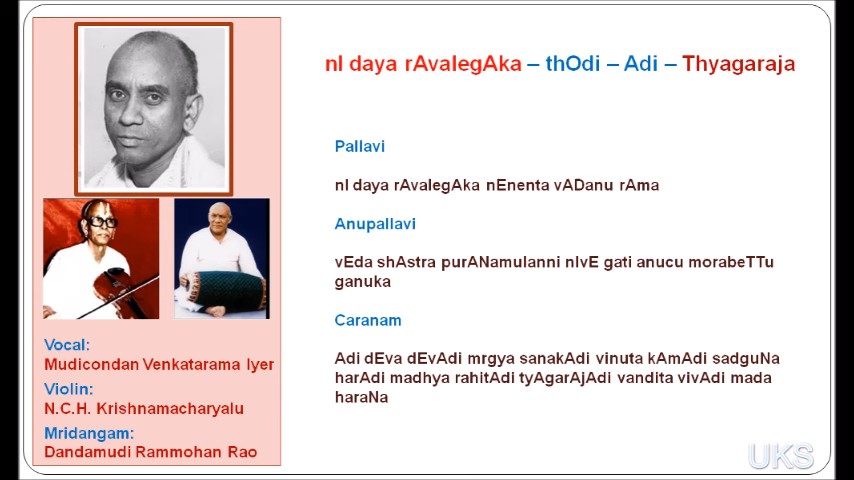 nI daya rAvalegAka – thOdi – Adi – Thyagaraja
Pallavi
nI daya rAvalegAka nEnenta vADanu rAma
Anupallavi
vEda shAstra purANamulanni nIvE gati anucu morabeTTu
ganuka
Caranam
Adi dEva dEvAdi mrgya sanakAdi vinuta kAmAdi sadguNa
harAdi madhya rahitAdi tyAgarAjAdi vandita vivAdi mada
haraNa
Vocal:
Mudicondan Venkatarama Iyer
Violin:
N.C.H. Krishnamacharyalu
Mridangam:
Dandamudi Rammohan Rao
UKS